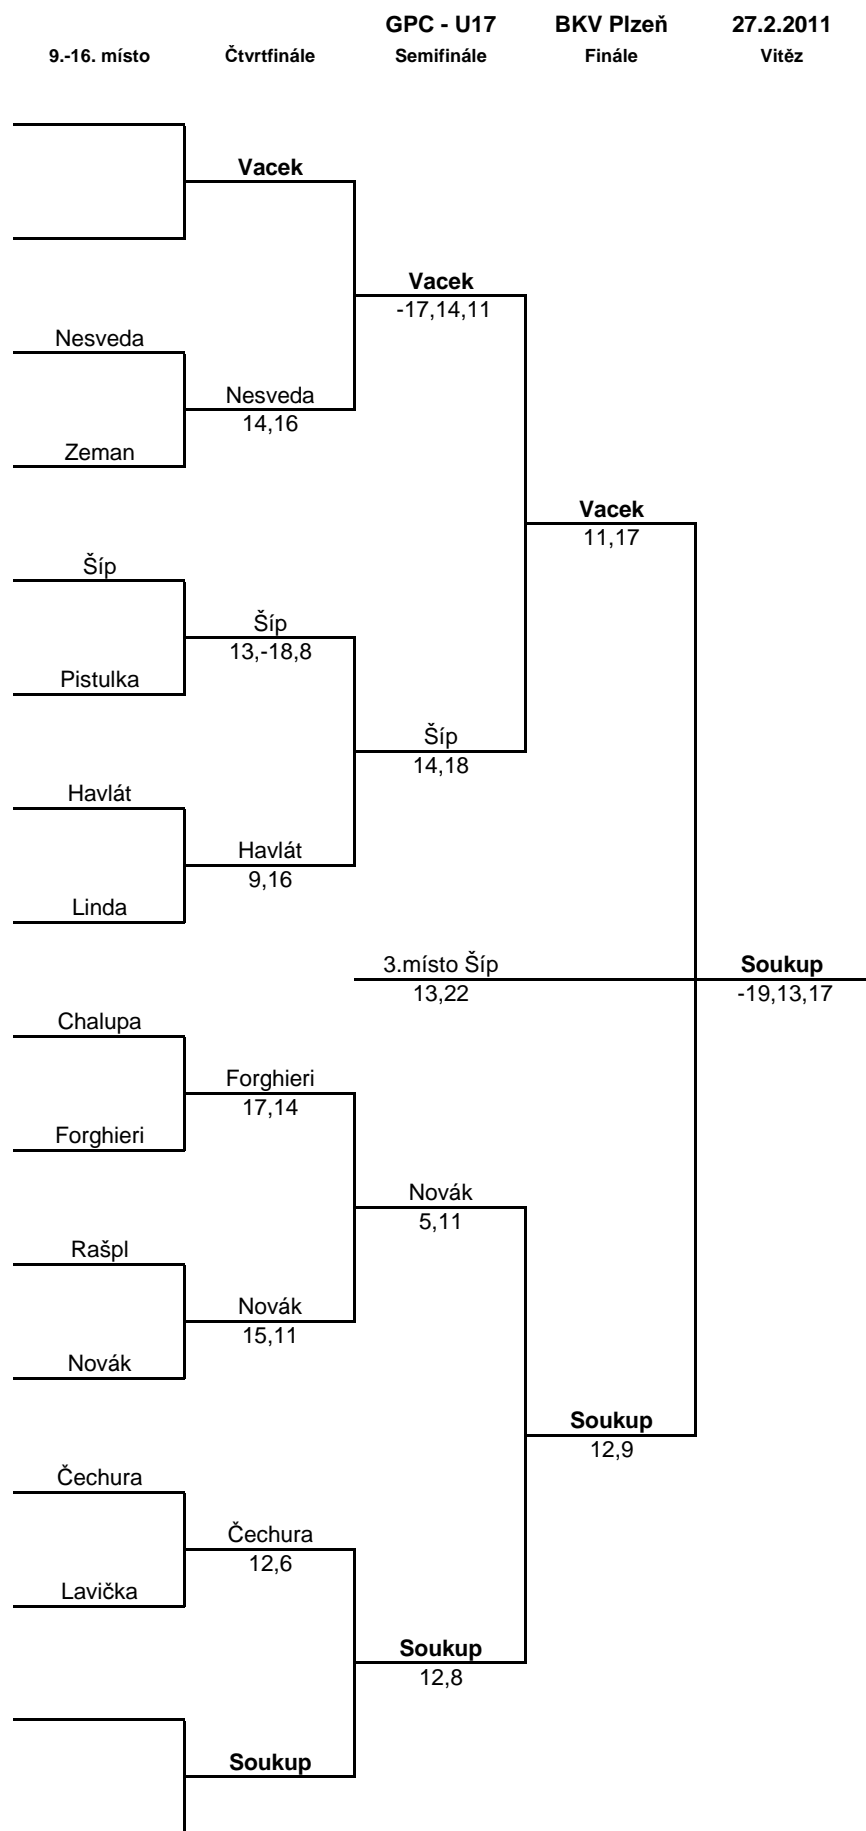 GPC - U17 BKV Plzeň 27.2.2011
9.-16. místo Čtvrtfinále Semifinále Finále Vitěz
Vacek
Vacek
-17,14,11
Nesveda
Nesveda
14,16
Zeman
Vacek
11,17
Šíp
Šíp
13,-18,8
Pistulka
Šíp
14,18
Havlát
Havlát
9,16
Linda
3.místo Šíp Soukup
13,22 -19,13,17
Chalupa
Forghieri
17,14
Forghieri
Novák
5,11
Rašpl
Novák
15,11
Novák
Soukup
12,9
Čechura
Čechura
12,6
Lavička
Soukup
12,8
Soukup